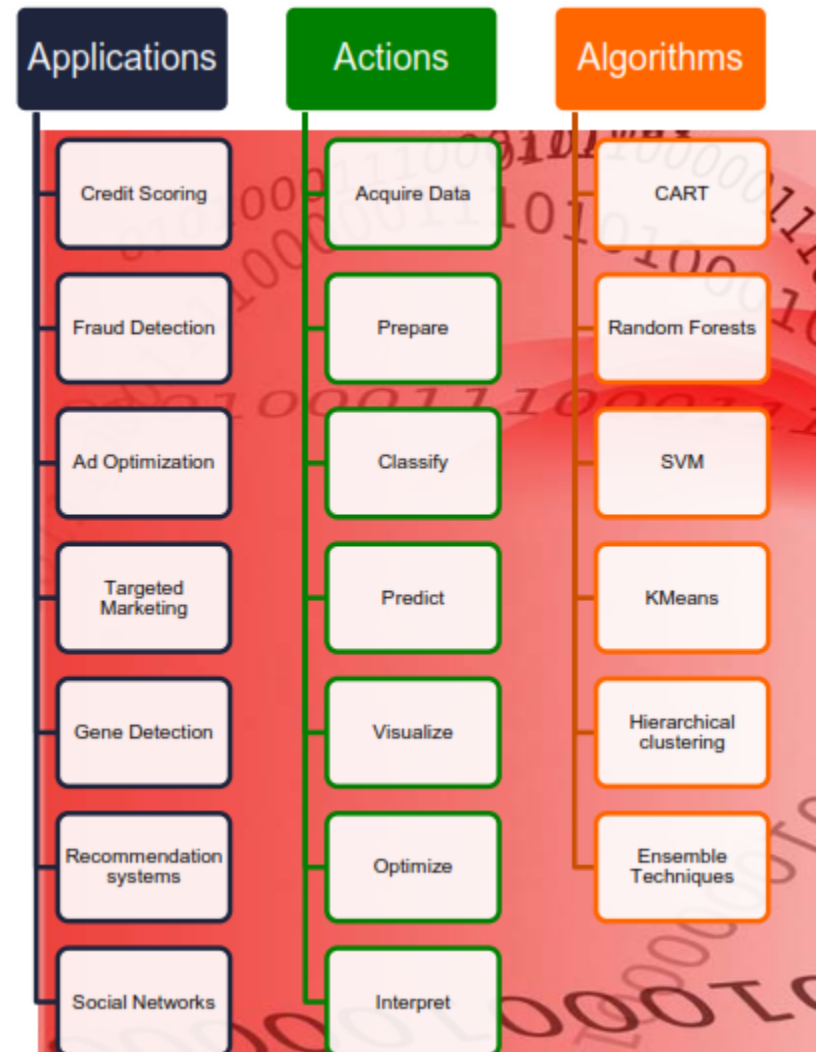 Applications
Credit Scoring
Fraud Detection
Ad Optimization
Targeted
Marketing
Gene Detection
Recommendation
systems
Social Networks
Actions
Acquire Data
Prepare
Classify
Predict
Visualize
Optimize
Interpret
Algorithms
CART
Random Forests
SVM
KMeans
Hierarchical
clustering
Ensemble
Techniques